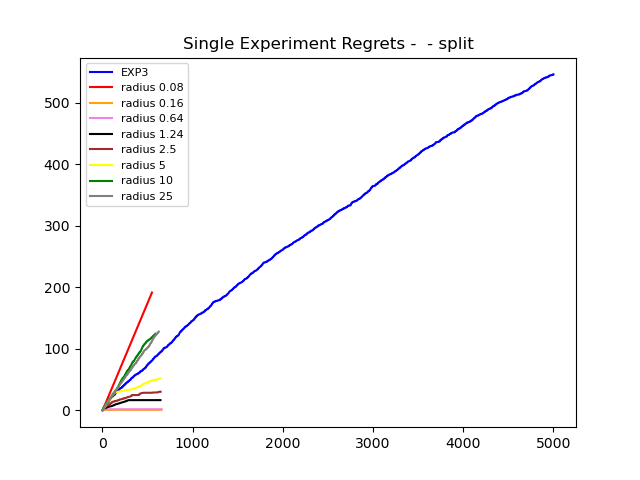 Single Experiment Regrets -  - split
EXP3
radius 0.08
radius 0.16
radius 0.64
radius 1.24
radius 2.5
radius 5
radius 10
radius 25
500
400
300
200
100
0
0 1000 2000 3000 4000 5000